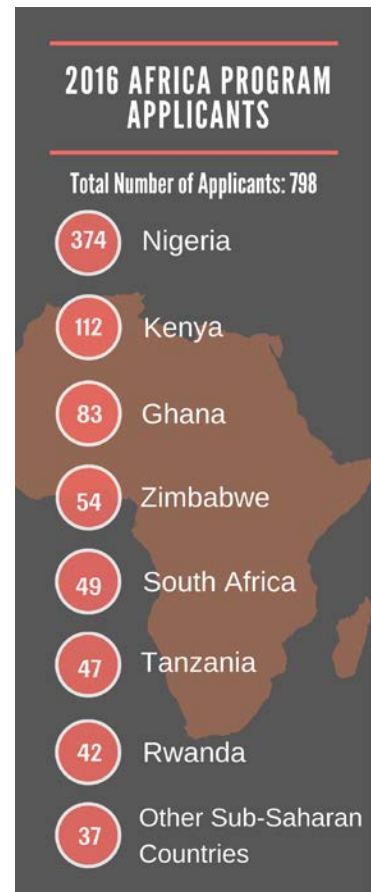 2016 AFRICA PROGRAM
APPLICANTS
Total Number of Applicants: 798
374 Nigeria
112 Kenya
83 Ghana
54 Zimbabwe
49 South Africa
47 Tanzania
42 Rwanda
37 Other Sub-Saharan
Countries